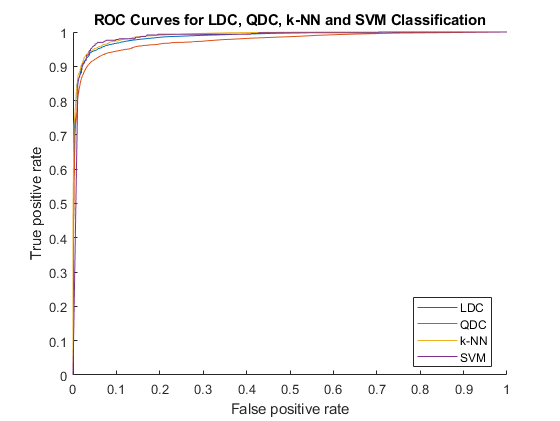 ROC Curves for LDC, QDC, k-NN and SVM Classification
1
0.9
0.8
0.7
0.6
0.5
0.4
0.3
0.2
0.1
0
True positive rate
LDC
QDC
k-NN
SVM
0 0.1 0.2 0.3 0.4 0.5 0.6 0.7 0.8 0.9 1
False positive rate